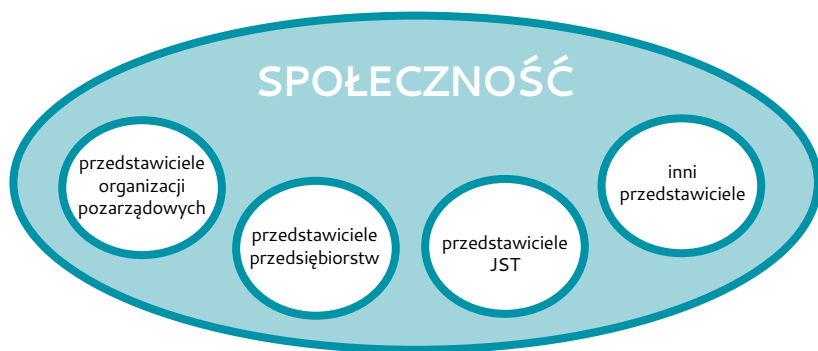 SPOŁECZNOŚĆ
przedstawiciele
organizacji
pozarządowych
przedstawiciele
przedsiębiorstw
przedstawiciele
JST
inni
przedstawiciele